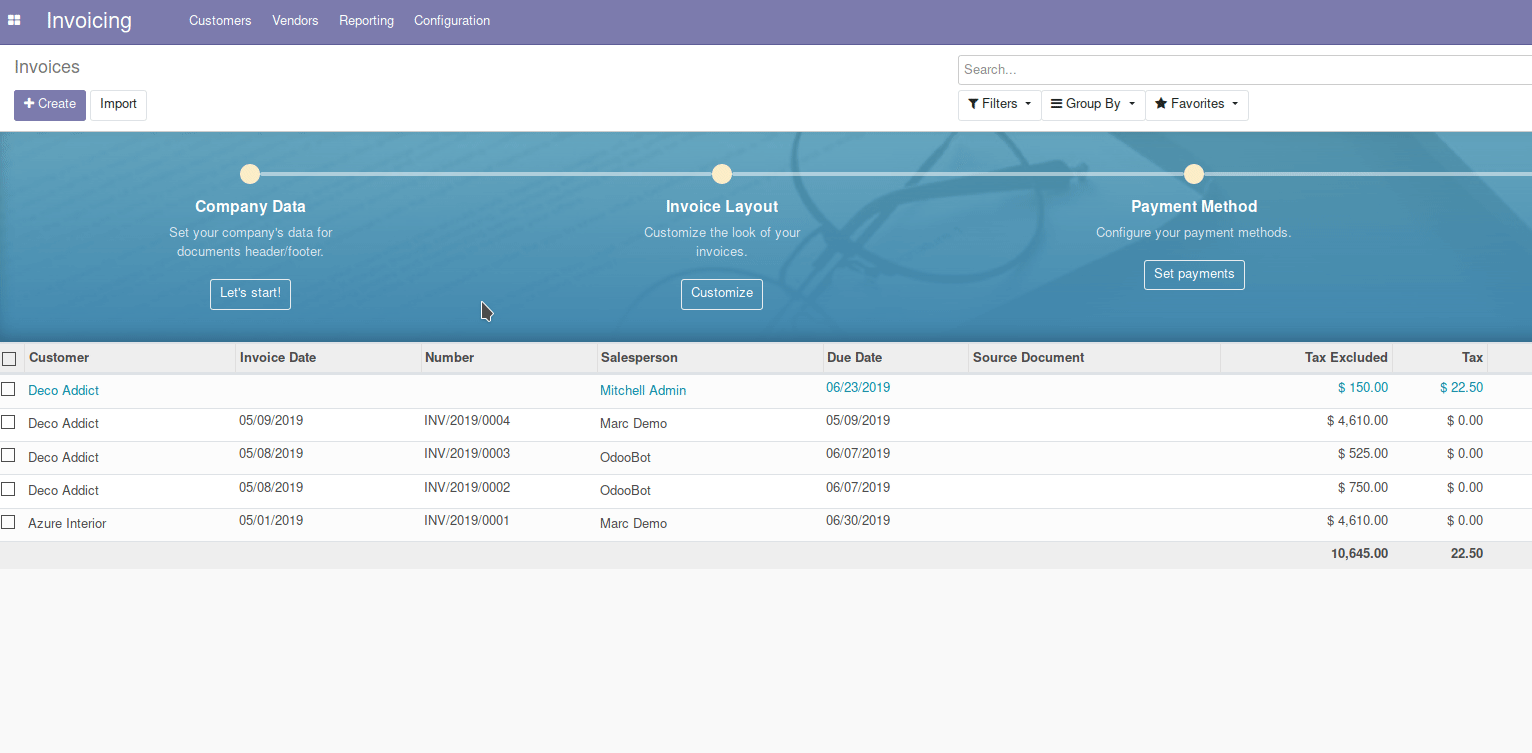 Invoicing Customers Vendors Reporting Configuration
Invoices
Search...
Create Import
Filters Group By Favorites
Company Data Invoice Layout Payment Method
Set your company's data for Customize the look of your Configure your payment methods.
documents header/footer. invoices.
Let's start! Customize Set payments
Customer Invoice Date Number Salesperson Due Date Source Document Tax Excluded Tax
Deco Addict Mitchell Admin 06/23/2019 $ 150.00 $ 22.50
Deco Addict 05/09/2019 INV/2019/0004 Marc Demo 05/09/2019 $ 4,610.00 $ 0.00
Deco Addict 05/08/2019 INV/2019/0003 OdooBot 06/07/2019 $ 525.00 $ 0.00
Deco Addict 05/08/2019 INV/2019/0002 OdooBot 06/07/2019 $ 750.00 $ 0.00
Azure Interior 05/01/2019 INV/2019/0001 Marc Demo 06/30/2019 $ 4,610.00 $ 0.00
10,645.00 22.50